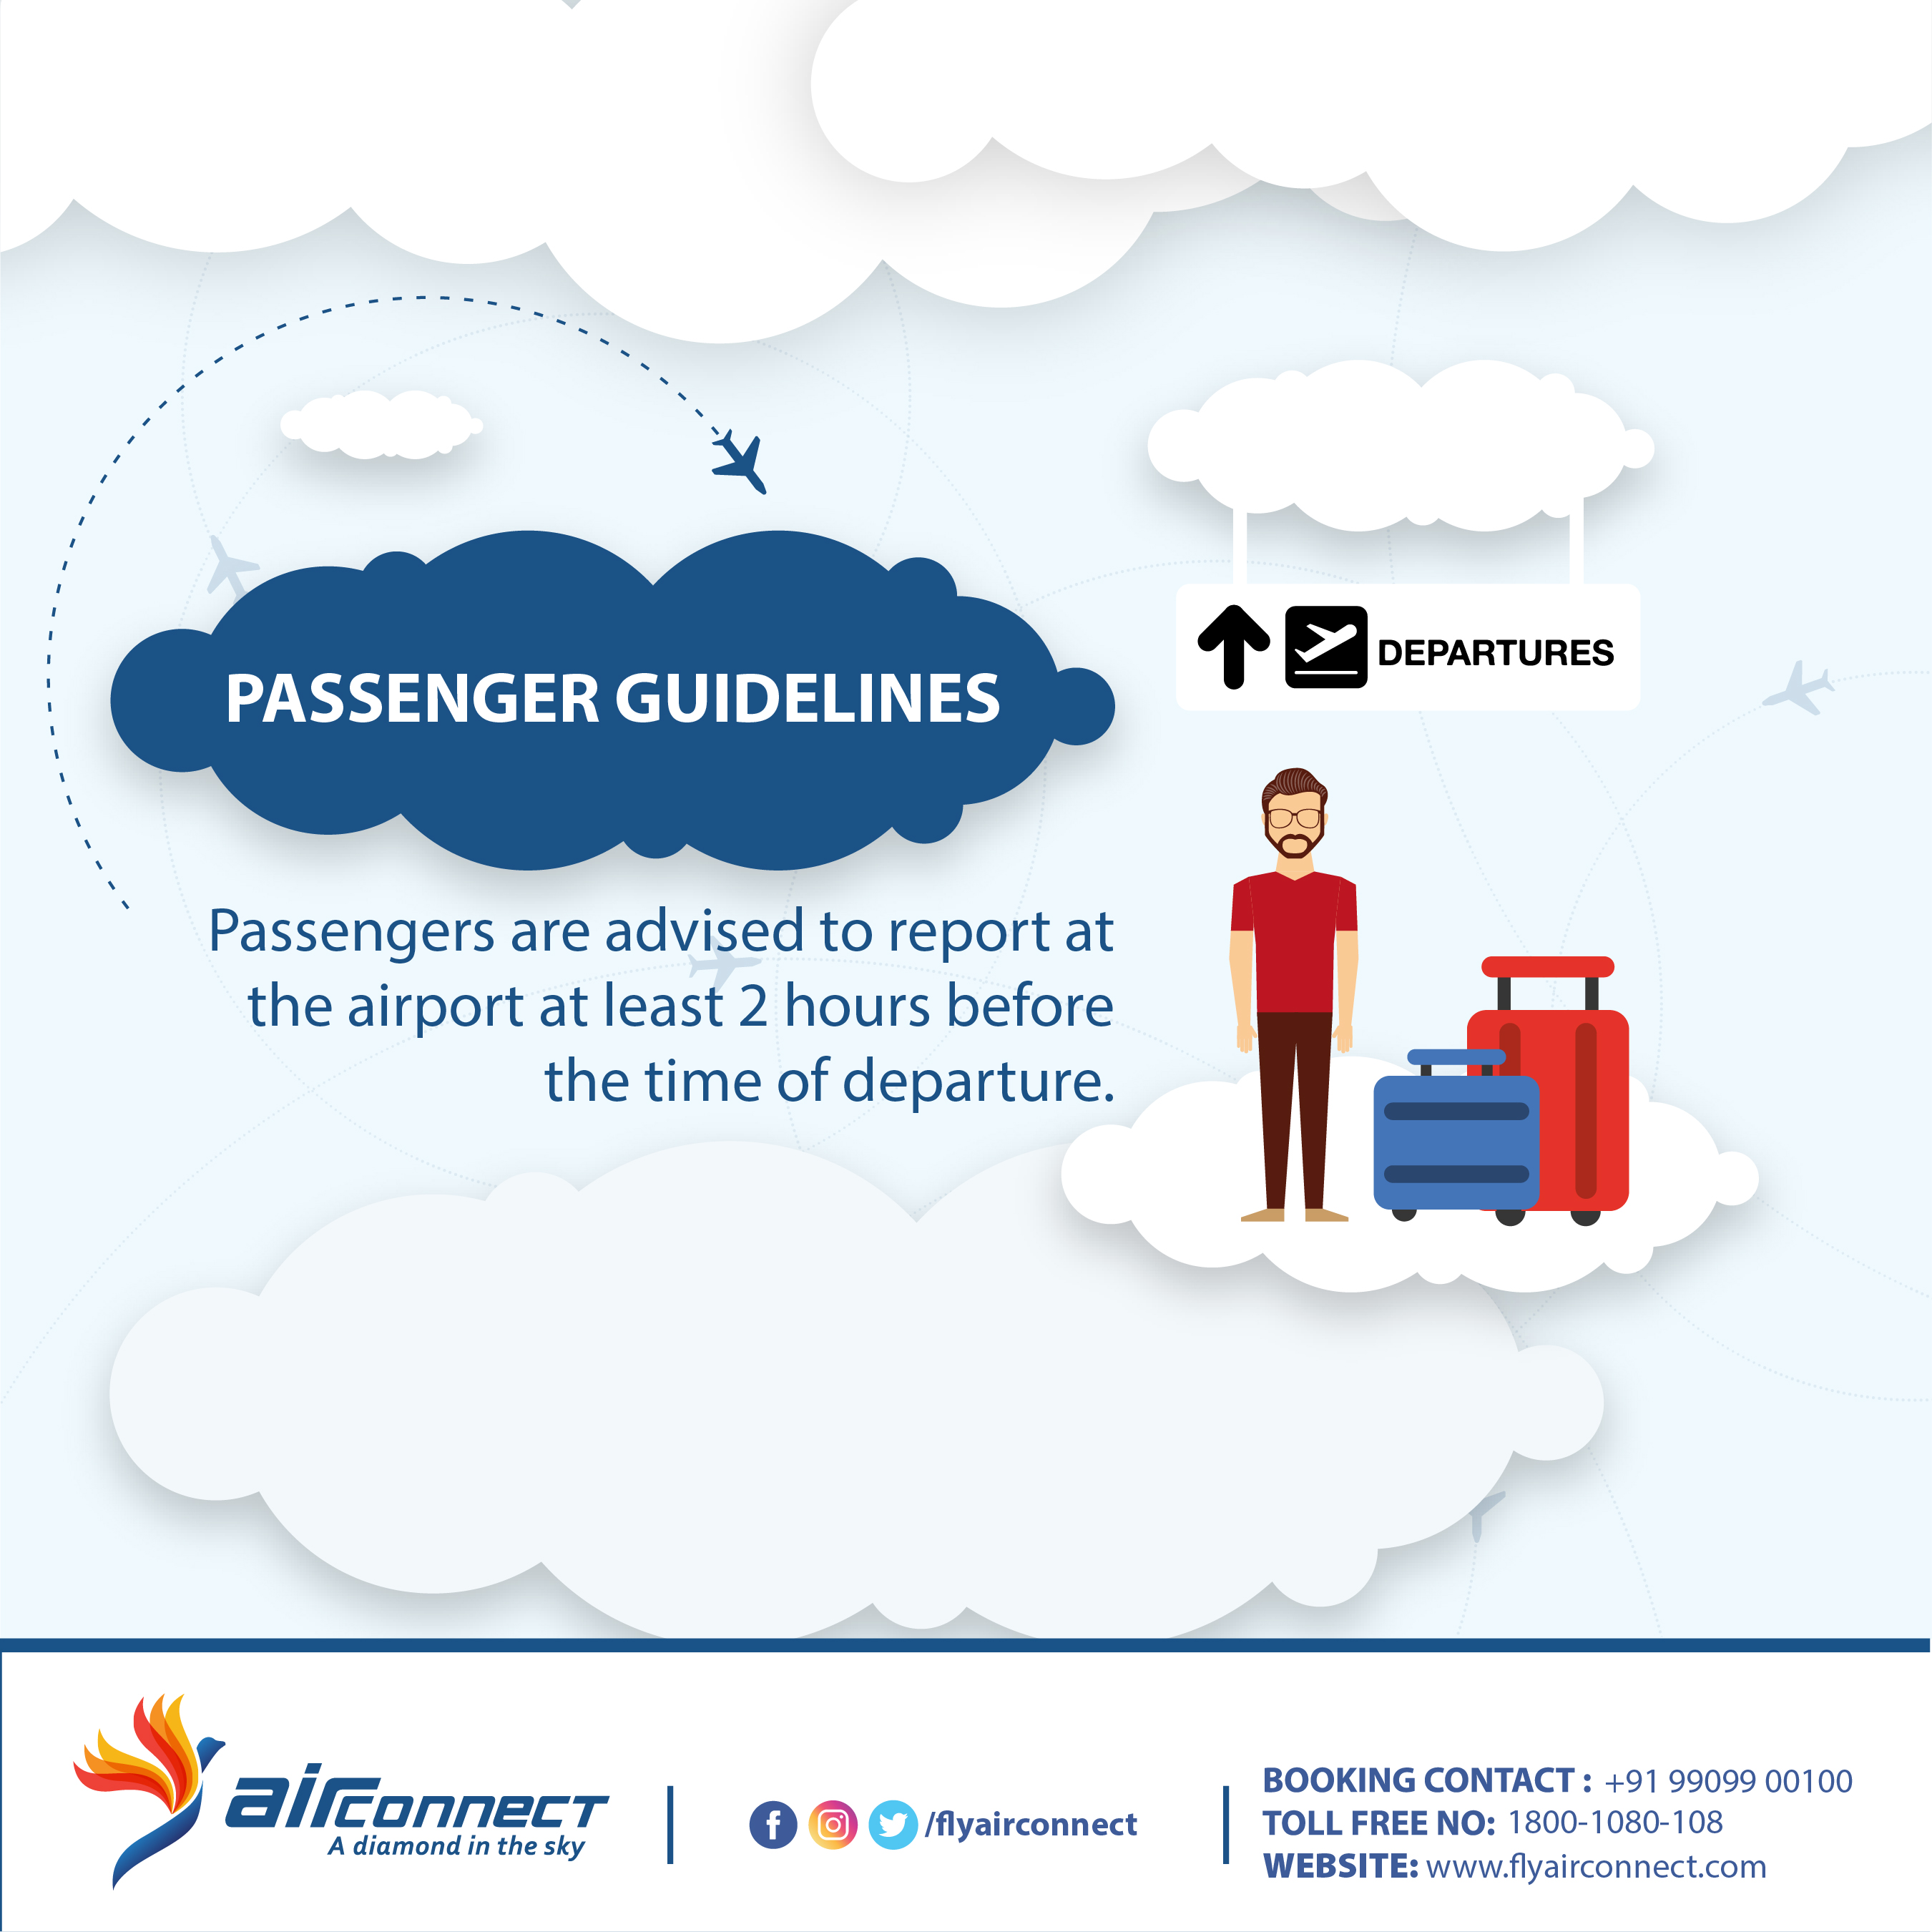 DEPARTURES
PASSENGER GUIDELINES
Passengers are advised to report at
the airport at least 2 hours before
the time of departure.
airconnect
A diamond in the sky
/flyairconnect
BOOKING CONTACT : +91 99099 00100
TOLL FREE NO: 1800-1080-108
WEBSITE: www.flyairconnect.com